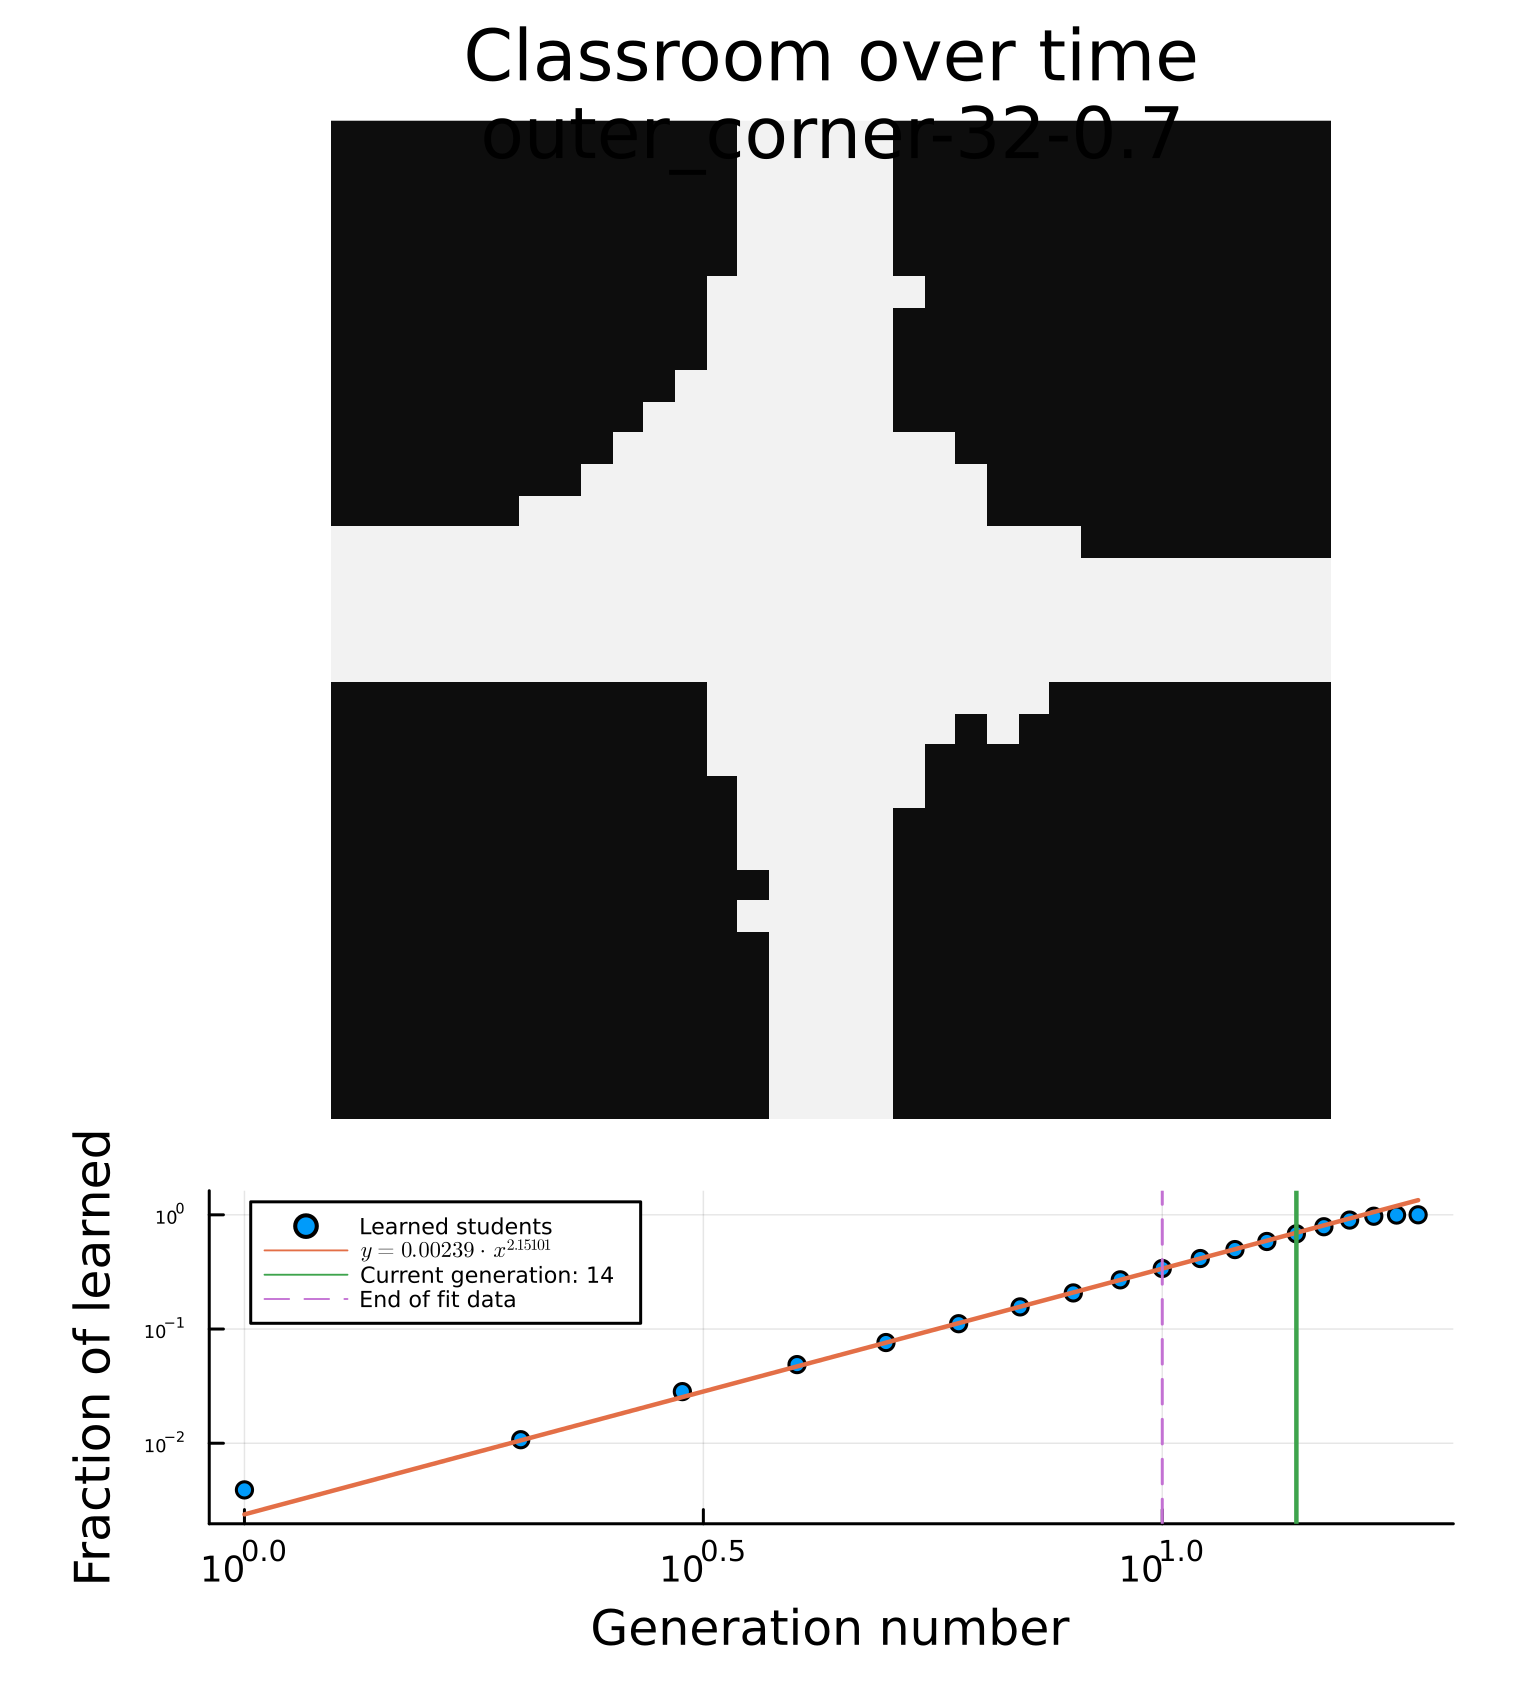 Classroom over time
outer_corner-32-0.7
Fraction of learned
10⁰
10⁻¹
10⁻²
Learned students
y = 0.00239 · x^2.15101
Current generation: 14
End of fit data
10^0.0
10^0.5
10^1.0
Generation number